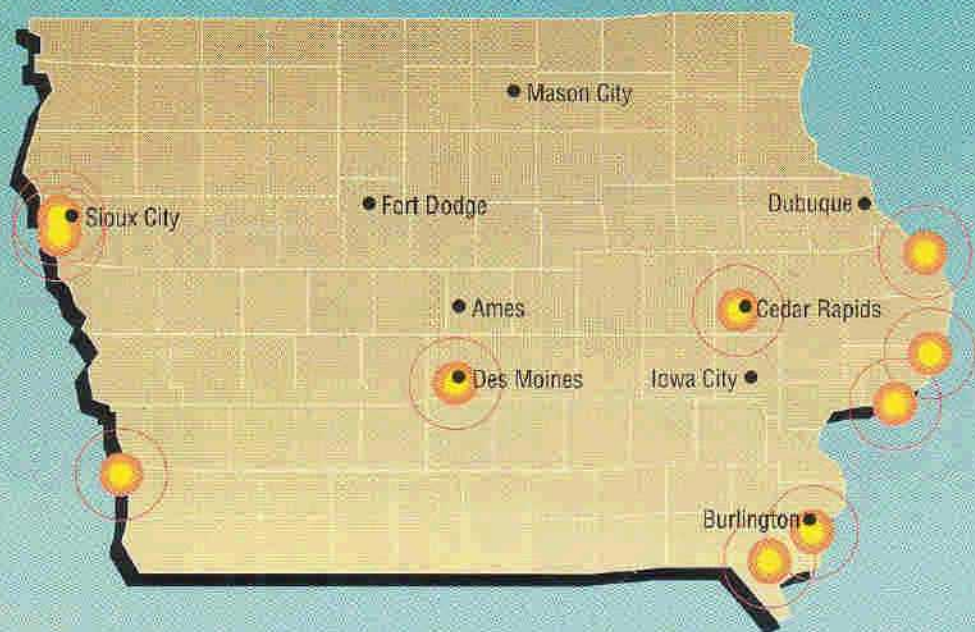 Mason City
Fort Dodge
Dubuque
Sioux City
Ames
Cedar Rapids
Des Moines
Iowa City
Burlington